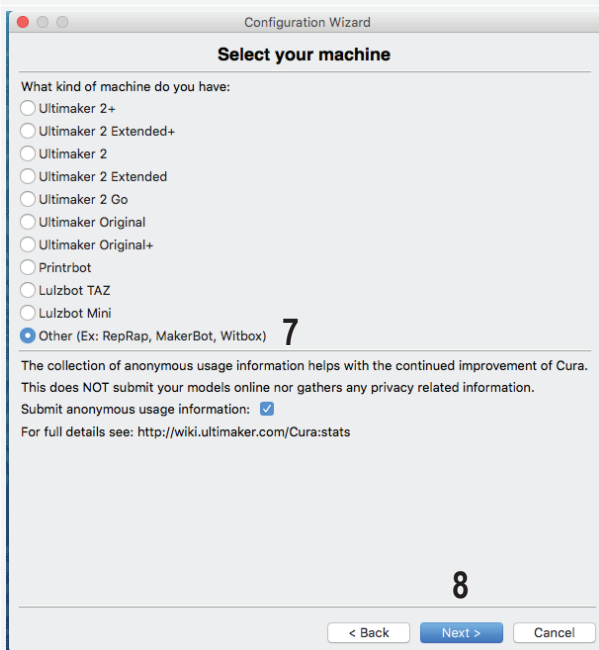 Configuration Wizard
Select your machine
What kind of machine do you have:
Ultimaker 2+
Ultimaker 2 Extended+
Ultimaker 2
Ultimaker 2 Extended
Ultimaker 2 Go
Ultimaker Original
Ultimaker Original+
Printrbot
Lulzbot TAZ
Lulzbot Mini
Other (Ex: RepRap, MakerBot, Witbox) 7
The collection of anonymous usage information helps with the continued improvement of Cura.
This does NOT submit your models online nor gathers any privacy related information.
Submit anonymous usage information:
For full details see: http://wiki.ultimaker.com/Cura:stats
8
< Back Next > Cancel